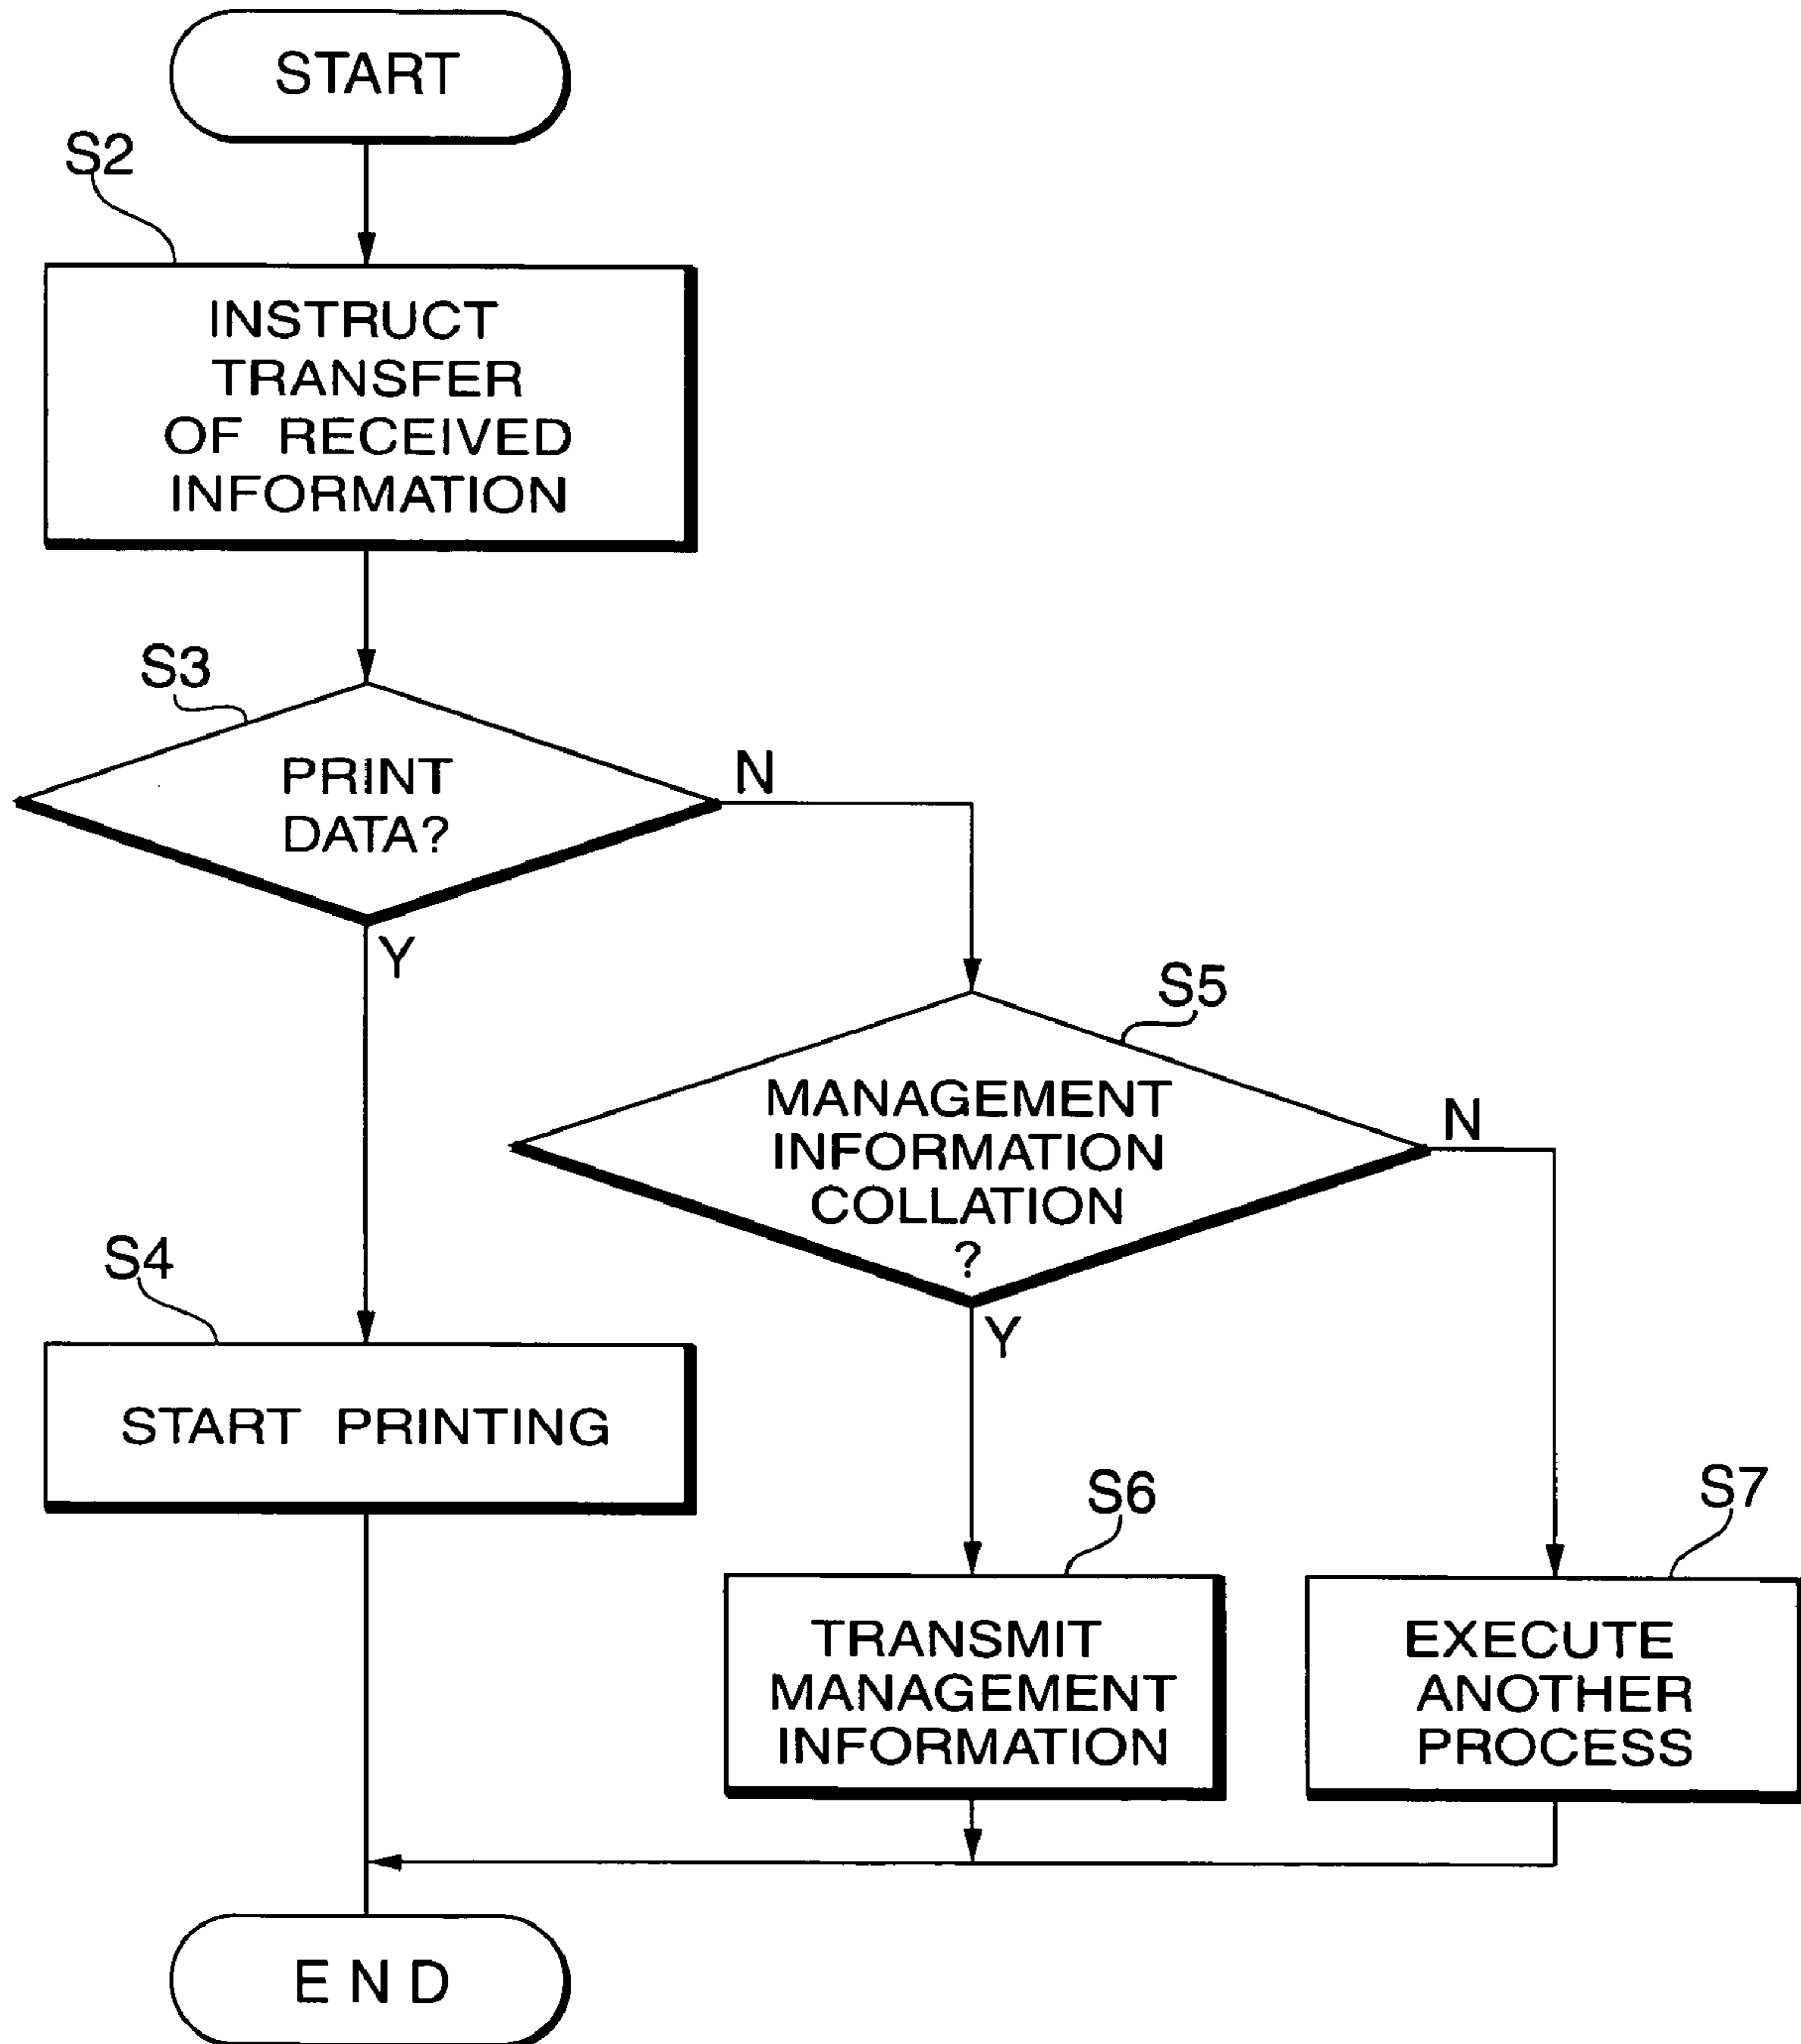 START
S2
INSTRUCT
TRANSFER
OF RECEIVED
INFORMATION
S3
PRINT
DATA?
N
Y
S5
MANAGEMENT
INFORMATION
COLLATION
?
N
Y
S4
START PRINTING
S6
TRANSMIT
MANAGEMENT
INFORMATION
S7
EXECUTE
ANOTHER
PROCESS
END